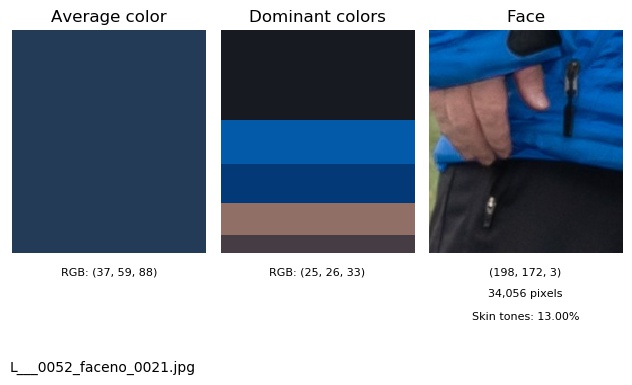 Average color
Dominant colors
Face
RGB: (37, 59, 88)
RGB: (25, 26, 33)
(198, 172, 3)
34,056 pixels
Skin tones: 13.00%
L___0052_faceno_0021.jpg